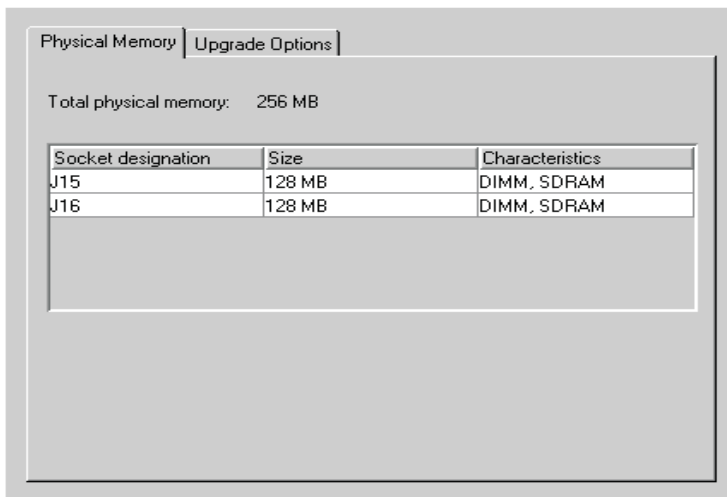 Physical Memory Upgrade Options
Total physical memory: 256 MB
Socket designation Size Characteristics
J15 128 MB DIMM, SDRAM
J16 128 MB DIMM, SDRAM